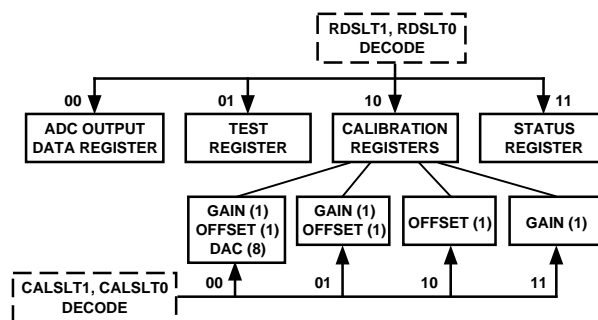 RDSLT1, RDSLT0
DECODE
00
01
10
11
ADC OUTPUT
DATA REGISTER
TEST
REGISTER
CALIBRATION
REGISTERS
STATUS
REGISTER
GAIN (1)
OFFSET (1)
DAC (8)
GAIN (1)
OFFSET (1)
OFFSET (1)
GAIN (1)
CALSLT1, CALSLT0
DECODE
00
01
10
11